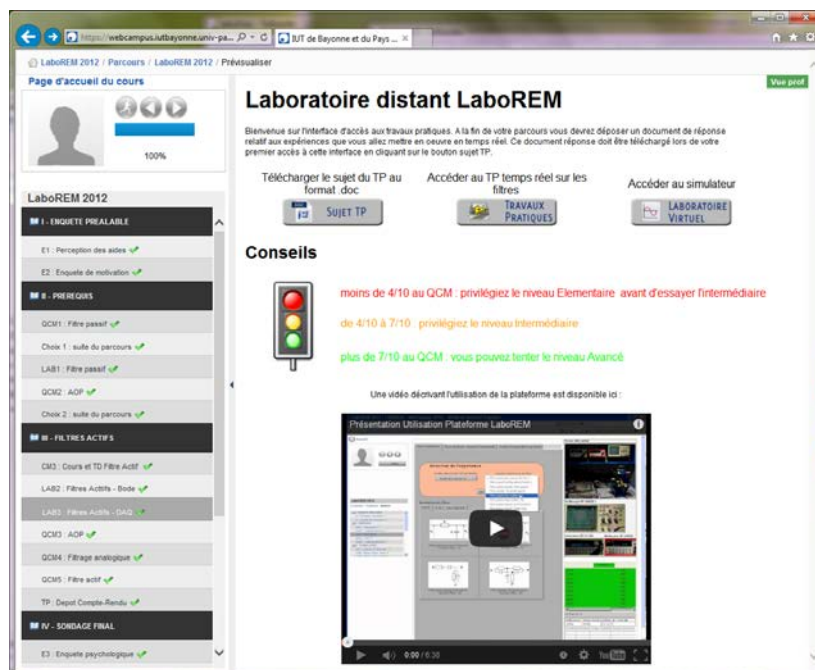 https://webcampus.iutbayonne.univ-pa...
IUT de Bayonne et du Pays ...
LaboREM 2012 / Parcours / LaboREM 2012 / Prévisualiser
Page d'accueil du cours
100%
LaboREM 2012
I - ENQUETE PREALABLE
E1 : Perception des aides
E2 : Enquete de motivation
II - PREREQUIS
QCM1 : Filtre passif
Choix 1 : suite du parcours
LAB1 : Filtre passif
QCM2 : AOP
Choix 2 : suite du parcours
III - FILTRES ACTIFS
CM3 : Cours et TD Filtre Actif
LAB2 : Filtres Actifs - Bode
LAB3 : Filtres Actifs - DAQ
QCM3 : AOP
QCM4 : Filtrage analogique
QCM5 : Filtre actif
TP : Depot Compte-Rendu
IV - SONDAGE FINAL
E3 : Enquete psychologique
Vue prof
Laboratoire distant LaboREM
Bienvenue sur l'interface d'accès aux travaux pratiques. A la fin de votre parcours vous devrez déposer un document de réponse
relatif aux expériences que vous allez mettre en oeuvre en temps réel. Ce document réponse doit être téléchargé lors de votre
premier accès à cette interface en cliquant sur le bouton sujet TP.
Télécharger le sujet du TP au
format .doc
SUJET TP
Accéder au TP temps réel sur les
filtres
TRAVAUX
PRATIQUES
Accéder au simulateur
LABORATOIRE
VIRTUEL
Conseils
moins de 4/10 au QCM : privilégiez le niveau Elementaire avant d'essayer l'intermédiaire
de 4/10 à 7/10 : privilégiez le niveau Intermédiaire
plus de 7/10 au QCM : vous pouvez tenter le niveau Avancé
Une vidéo décrivant l'utilisation de la plateforme est disponible ici :
Présentation Utilisation Plateforme LaboREM
0:00 / 6:38
YouTube